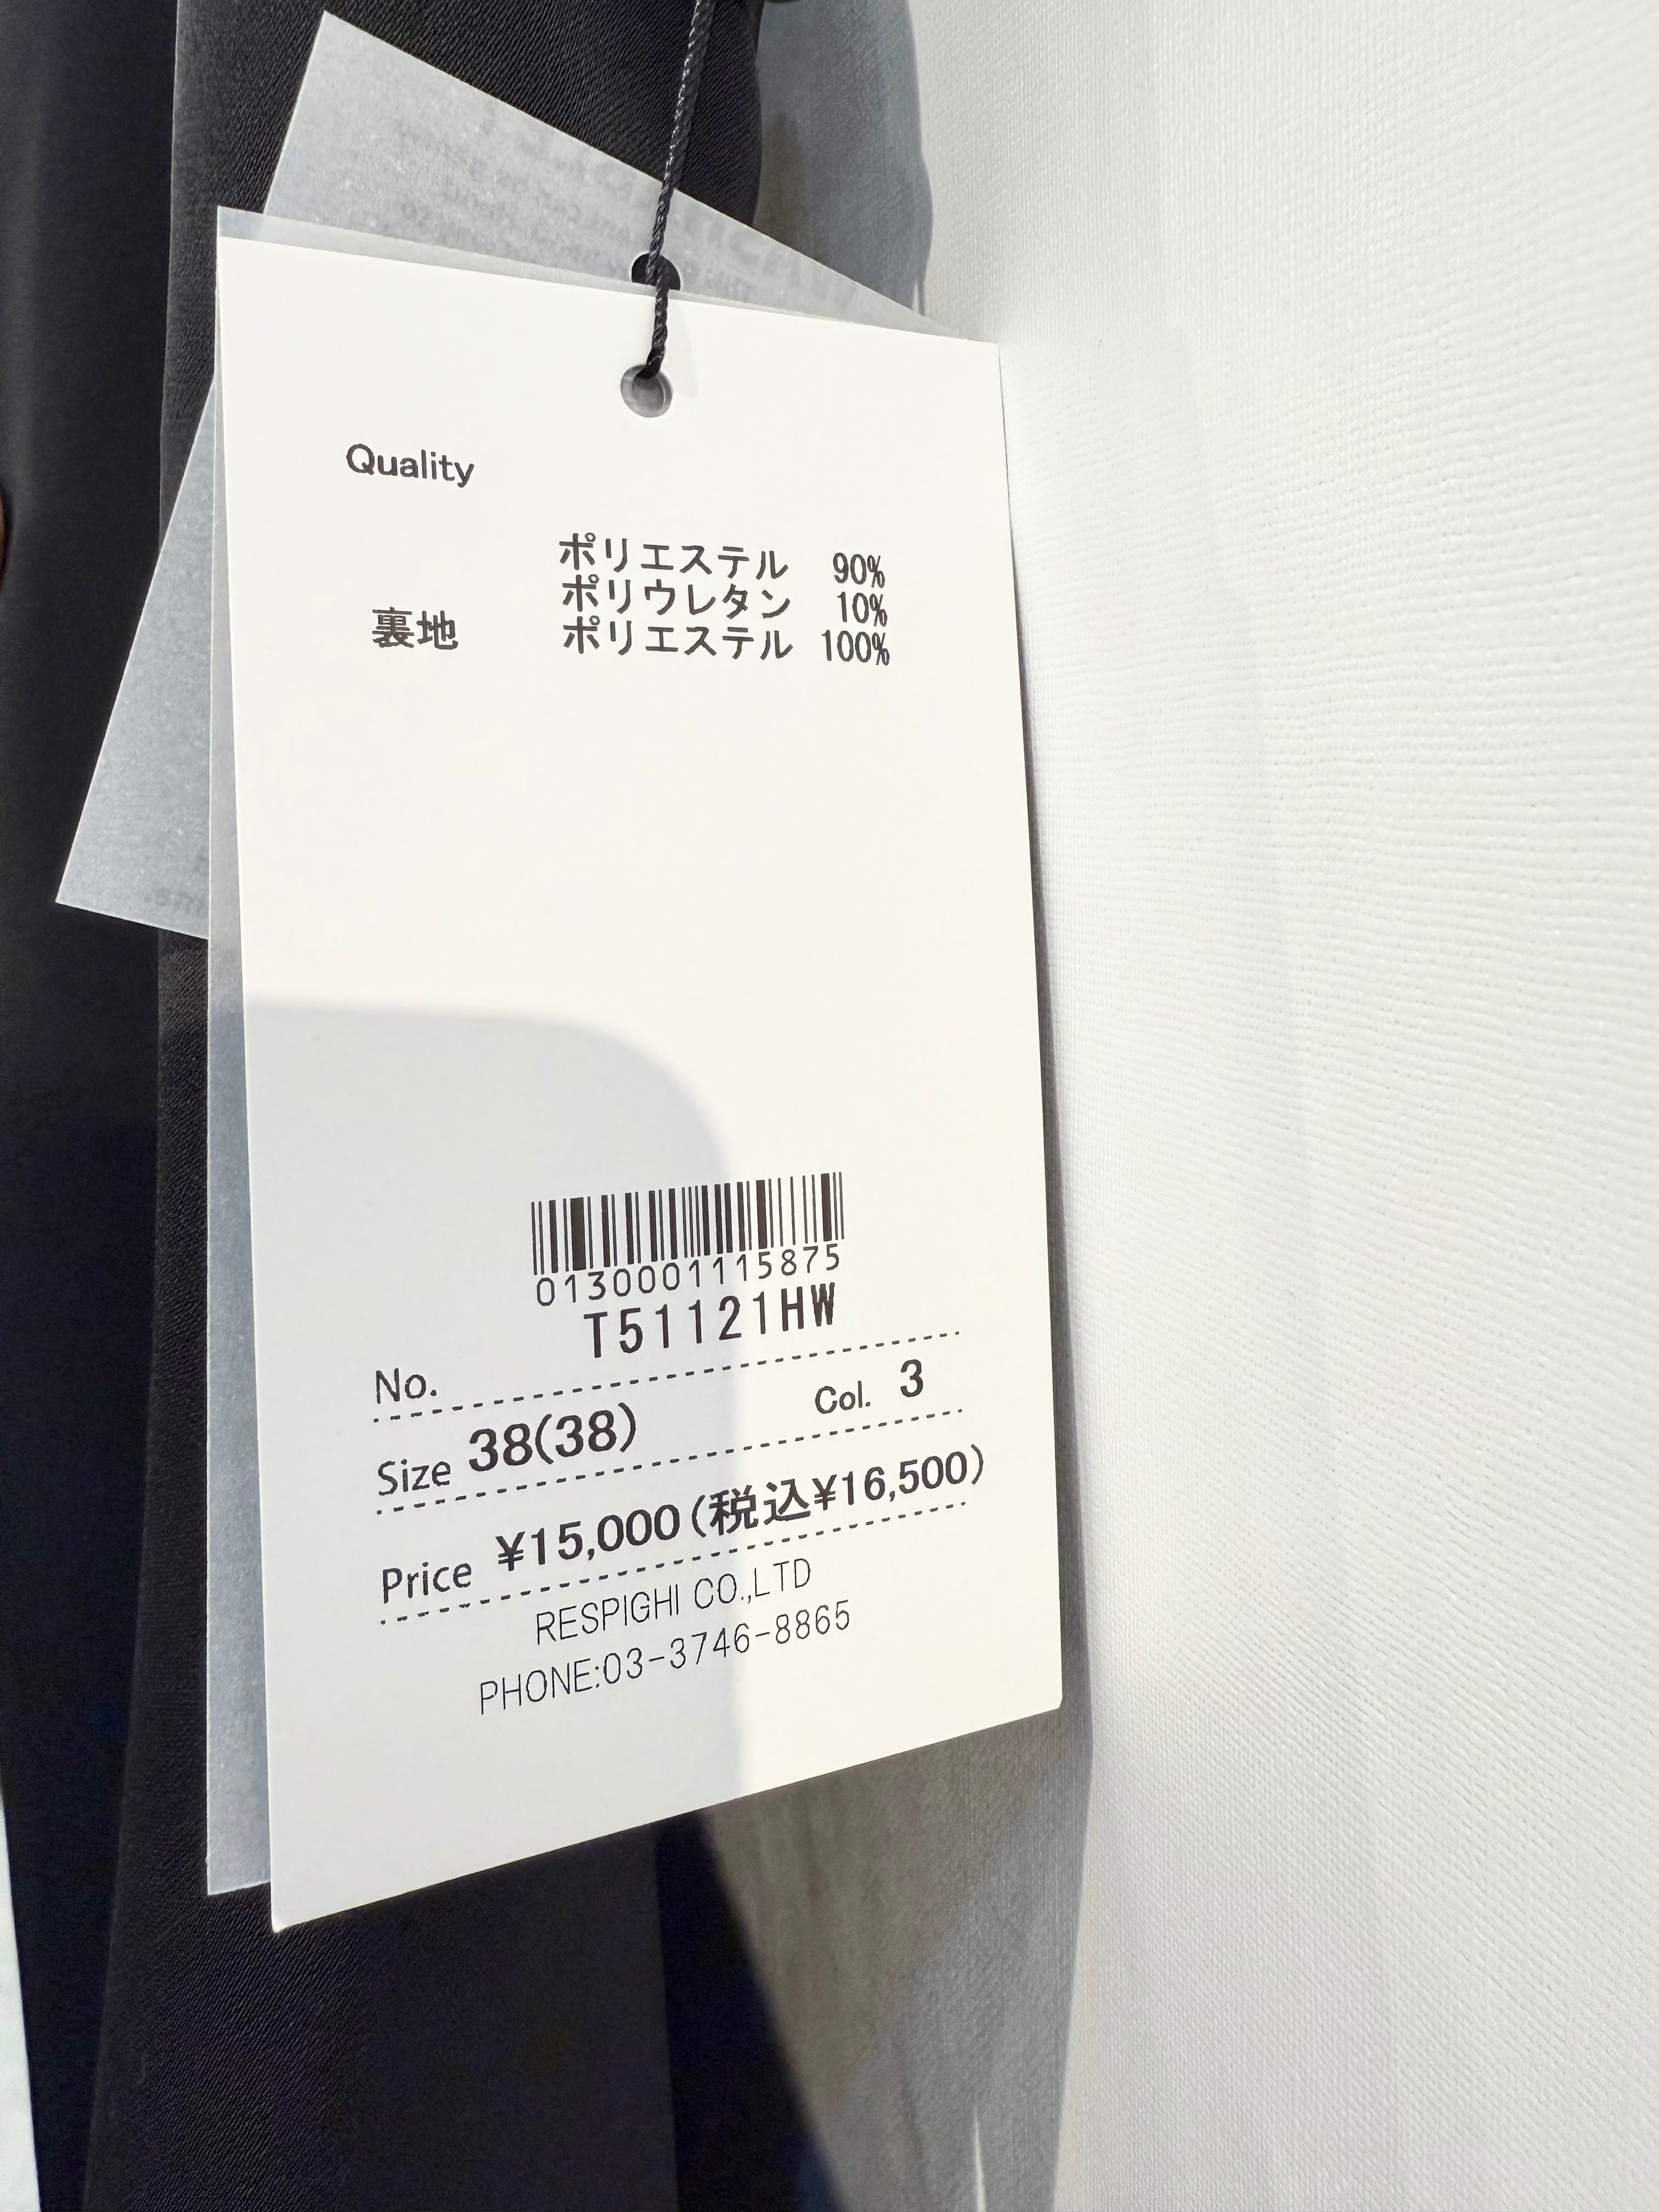 Quality
ポリエステル 90%
ポリウレタン 10%
裏地 ポリエステル 100%
0130001115875
T51121HW
No.
Size 38(38) Col. 3
Price ¥15,000(税込¥16,500)
RESPIGHI CO.,LTD
PHONE:03-3746-8865